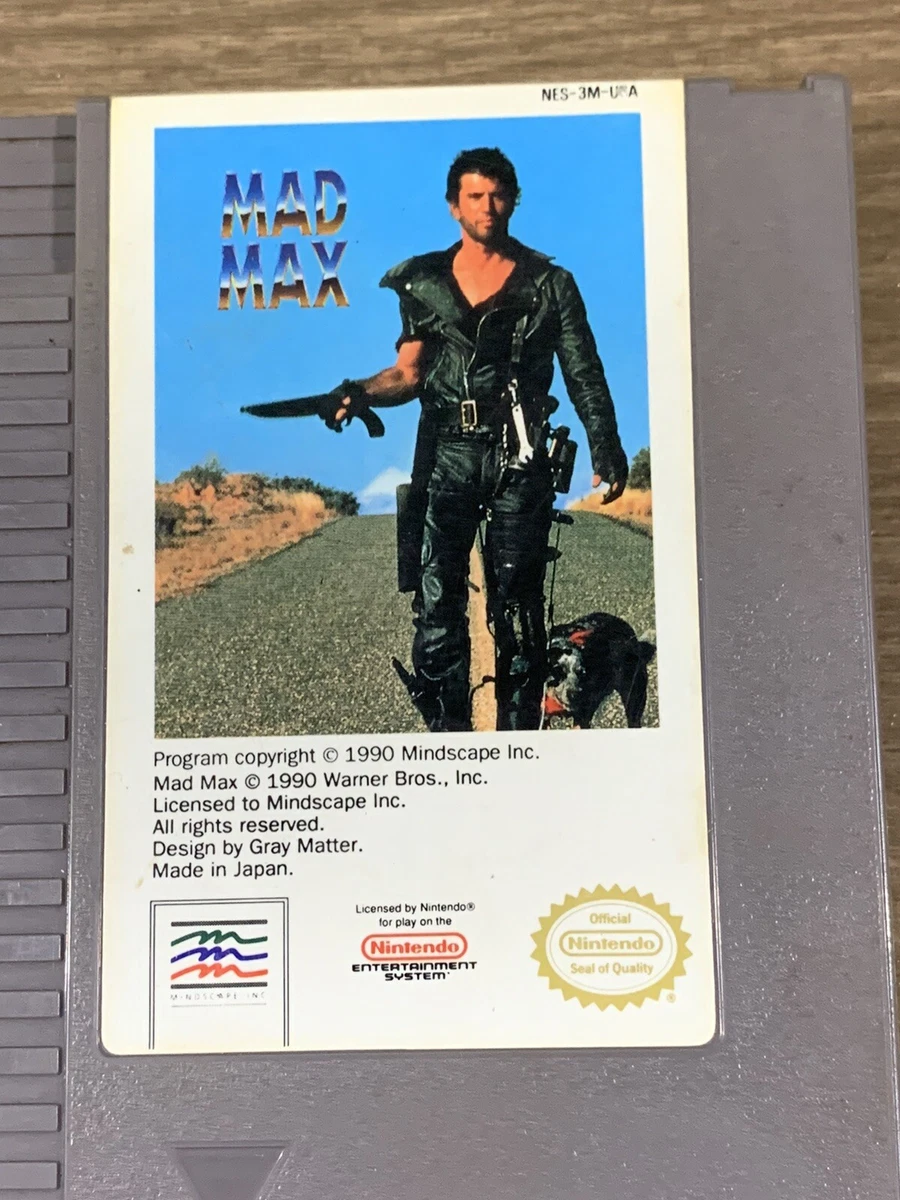 NES-3M-USA
MAD
MAX
Program copyright © 1990 Mindscape Inc.
Mad Max © 1990 Warner Bros., Inc.
Licensed to Mindscape Inc.
All rights reserved.
Design by Gray Matter.
Made in Japan.
MINDSCAPE INC
Licensed by Nintendo®
for play on the
Nintendo
ENTERTAINMENT
SYSTEM
Official
Nintendo
Seal of Quality
®